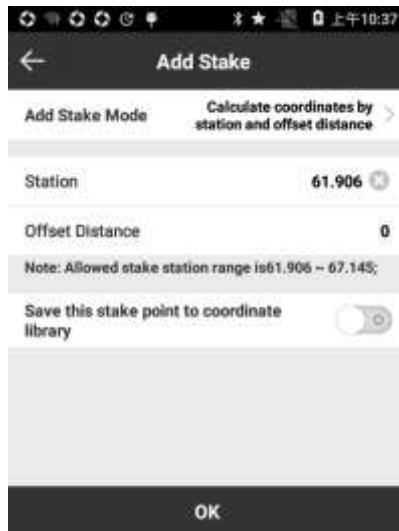 上午10:37
Add Stake
Add Stake Mode
Calculate coordinates by
station and offset distance
Station
61.906
Offset Distance
0
Note: Allowed stake station range is61.906 ~ 67.145;
Save this stake point to coordinate
library
OK